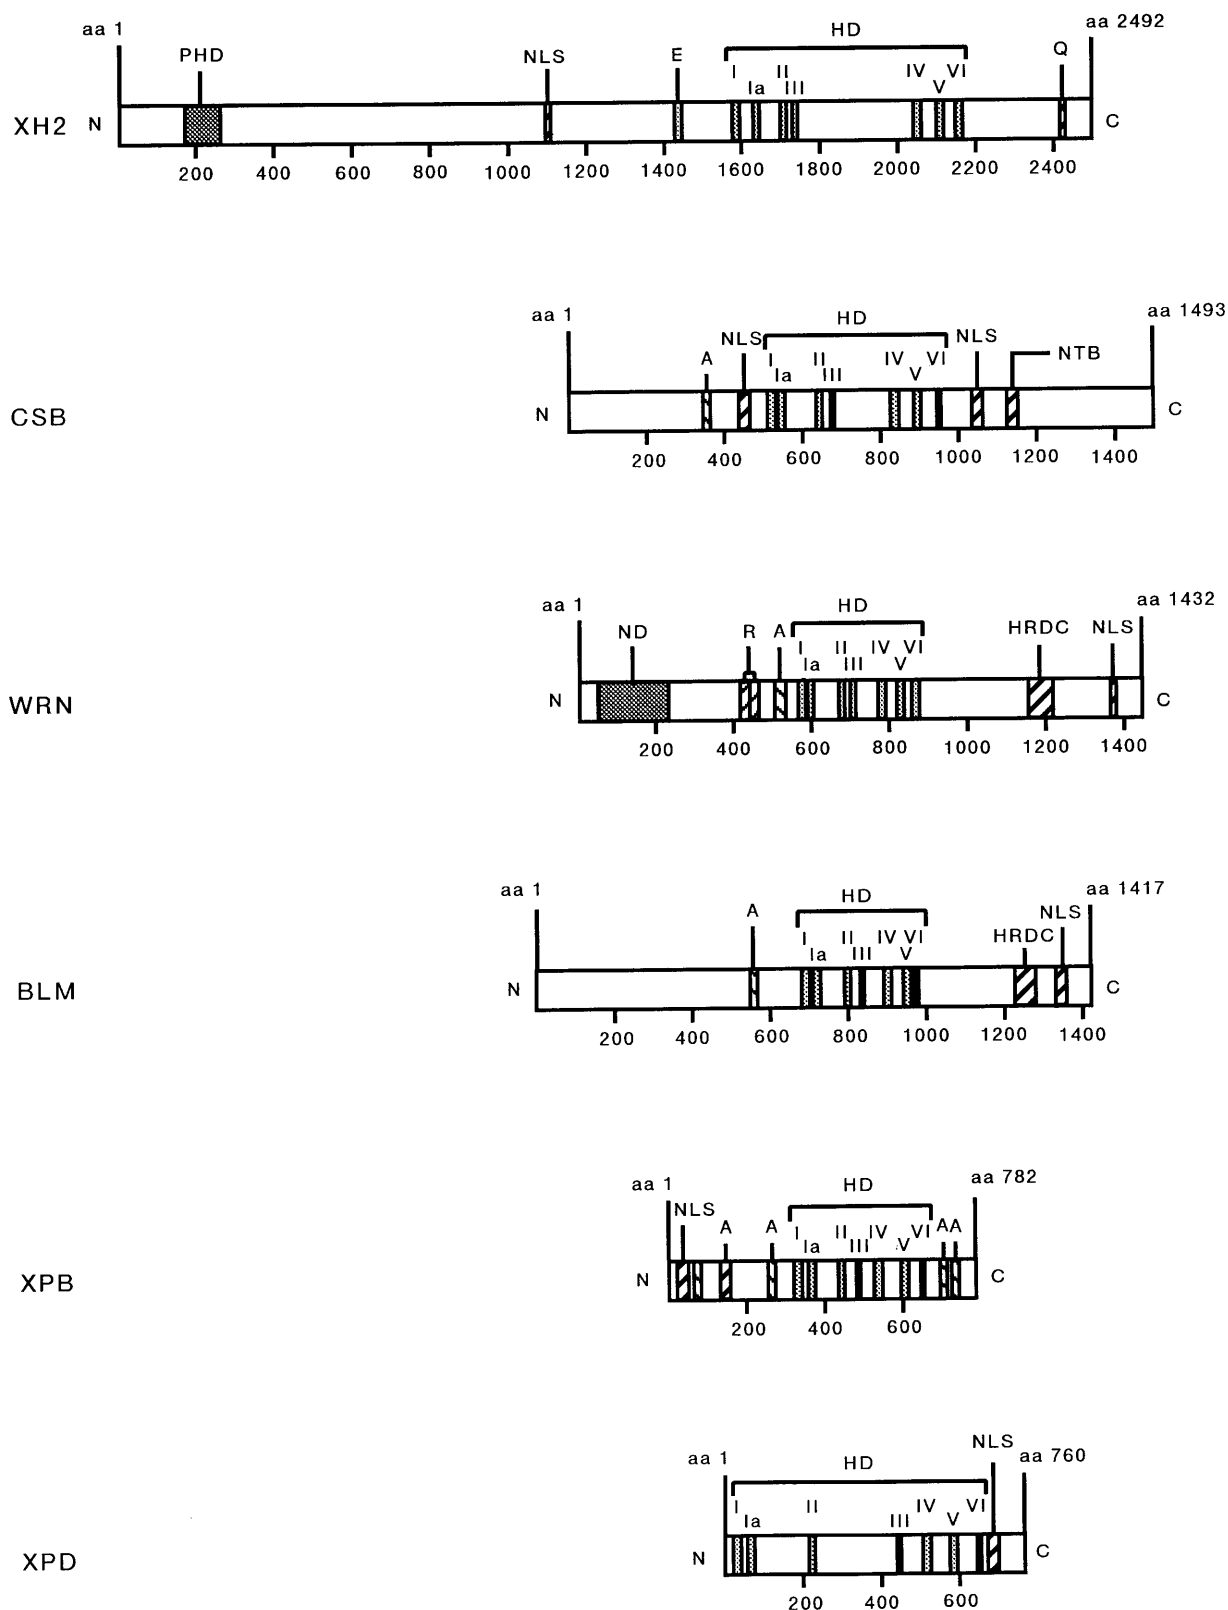 aa 1
aa 2492
HD
PHD
NLS
E
Q
I
II
IV
VI
Ia
III
V
XH2
N
C
200 400 600 800 1000 1200 1400 1600 1800 2000 2200 2400
aa 1
aa 1493
HD
NLS
NLS
A
NTB
I
II
IV
VI
Ia
III
V
CSB
N
C
200 400 600 800 1000 1200 1400
aa 1
aa 1432
HD
ND
R
A
HRDC
NLS
I
II
IV
VI
Ia
III
V
WRN
N
C
200 400 600 800 1000 1200 1400
aa 1
aa 1417
HD
A
NLS
HRDC
I
II
IV
VI
Ia
III
V
BLM
N
C
200 400 600 800 1000 1200 1400
aa 1
aa 782
HD
NLS
A
A
A A
I
II
IV
VI
Ia
III
V
XPB
N
C
200 400 600
aa 1
aa 760
HD
NLS
I
II
IV
VI
Ia
III
V
XPD
N
C
200 400 600